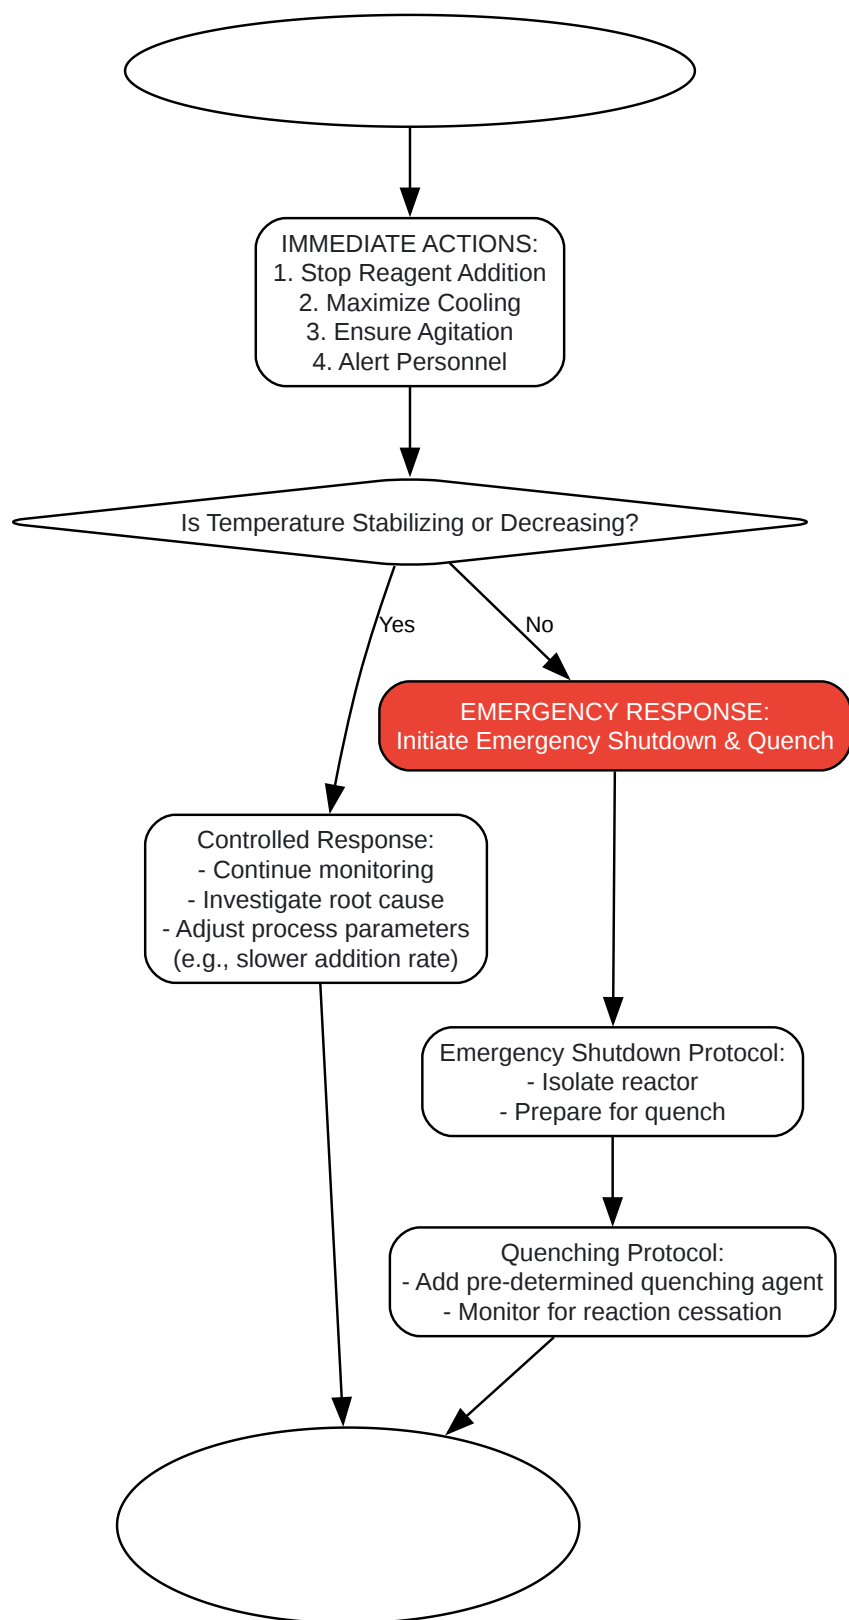 IMMEDIATE ACTIONS:
1. Stop Reagent Addition
2. Maximize Cooling
3. Ensure Agitation
4. Alert Personnel
Is Temperature Stabilizing or Decreasing?
Yes
No
EMERGENCY RESPONSE:
Initiate Emergency Shutdown & Quench
Controlled Response:
- Continue monitoring
- Investigate root cause
- Adjust process parameters
(e.g., slower addition rate)
Emergency Shutdown Protocol:
- Isolate reactor
- Prepare for quench
Quenching Protocol:
- Add pre-determined quenching agent
- Monitor for reaction cessation